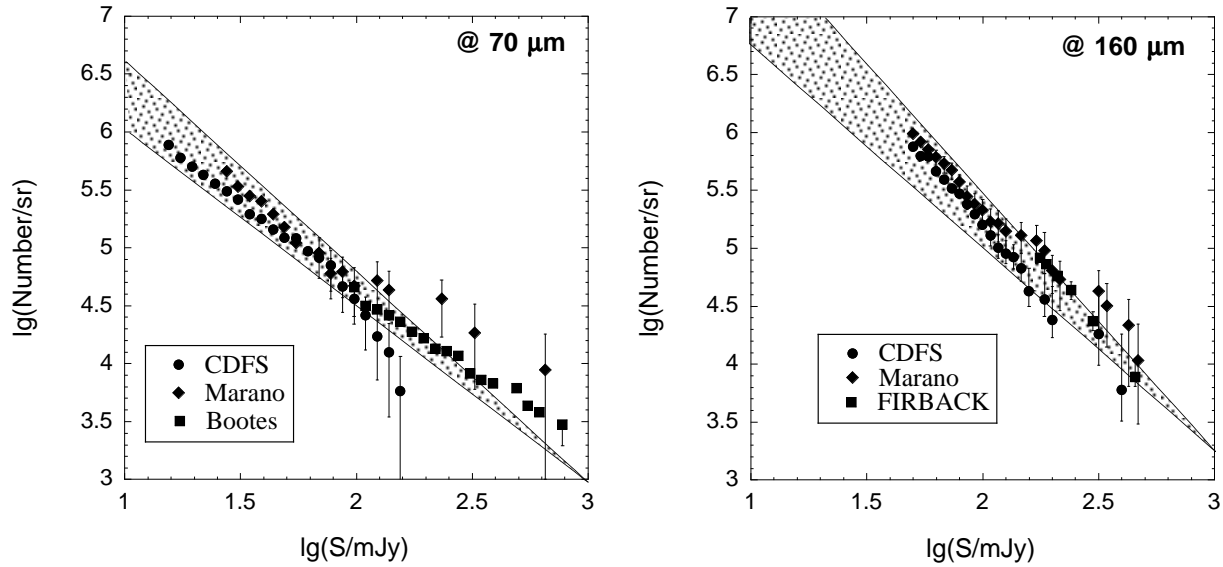 @ 70 µm
7
6.5
6
5.5
5
4.5
4
3.5
3
lg(Number/sr)
CDFS
Marano
Bootes
1
1.5
2
2.5
3
lg(S/mJy)
@ 160 µm
7
6.5
6
5.5
5
4.5
4
3.5
3
lg(Number/sr)
CDFS
Marano
FIRBACK
1
1.5
2
2.5
3
lg(S/mJy)